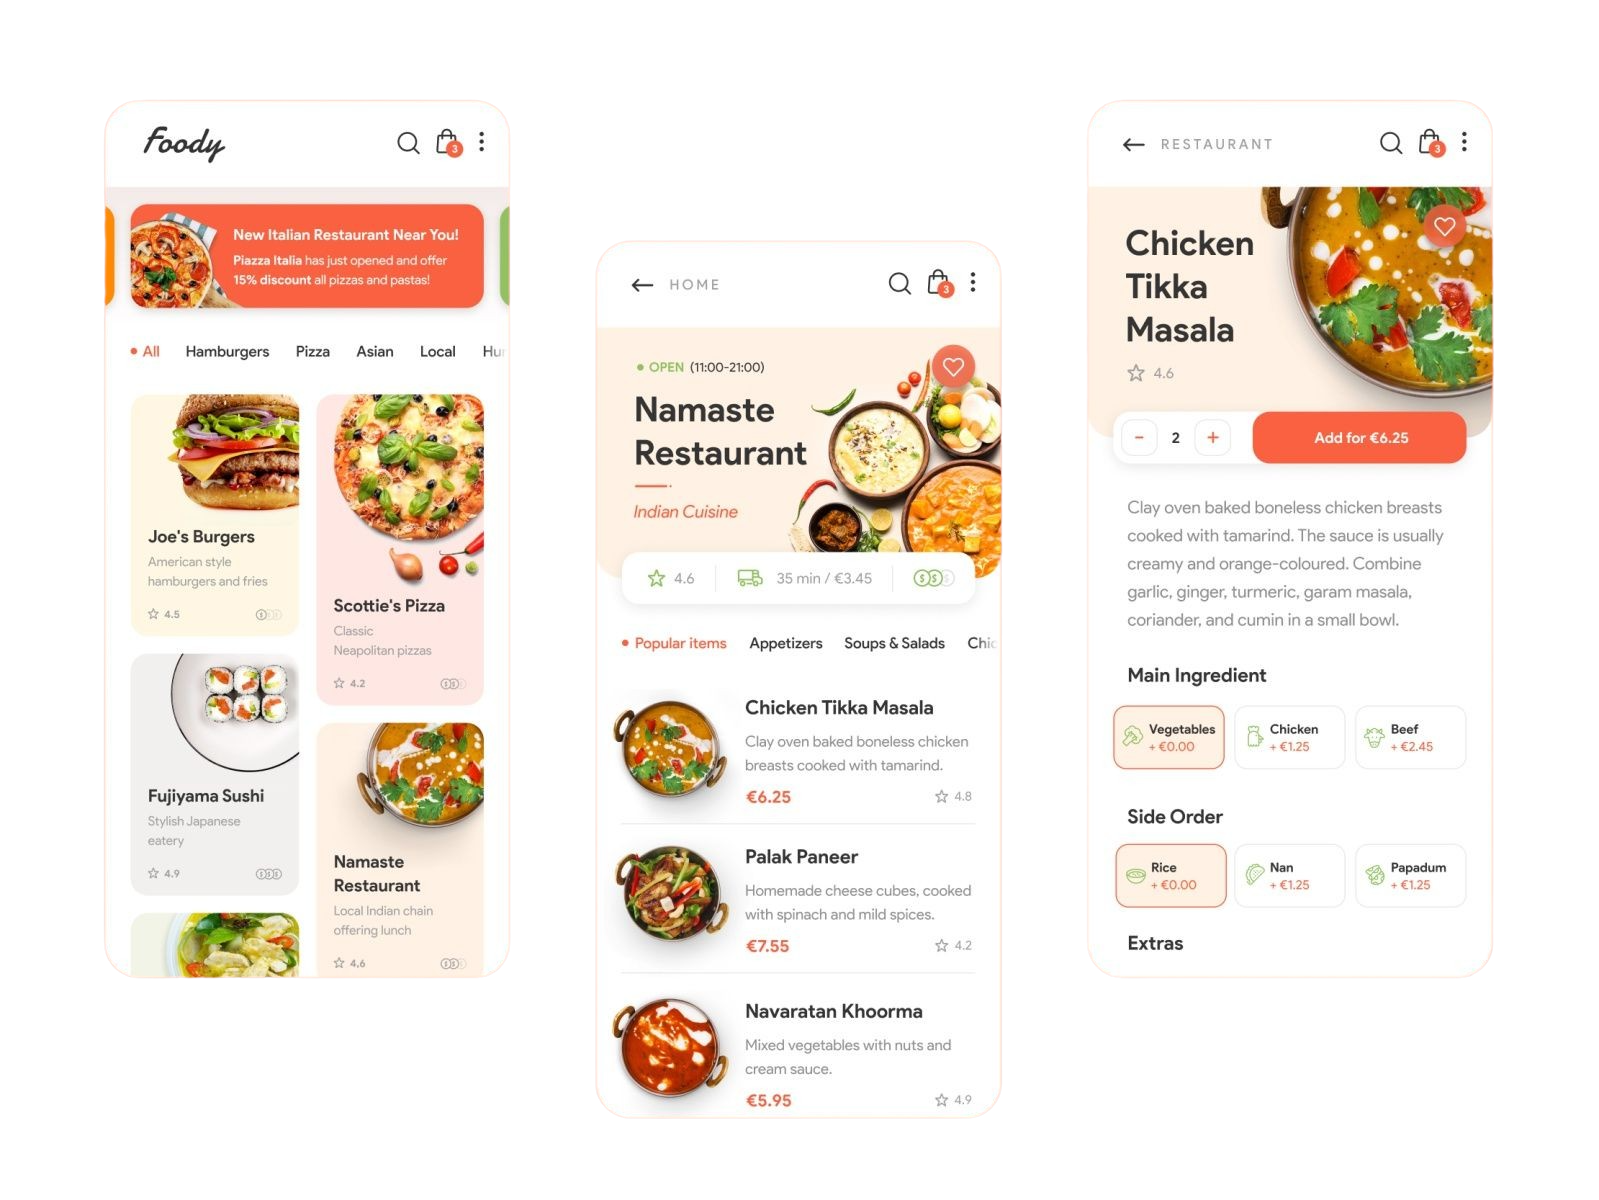 Foody
3
New Italian Restaurant Near You!
Piazza Italia has just opened and offer
15% discount all pizzas and pastas!
All Hamburgers Pizza Asian Local Hur
Joe's Burgers
American style
hamburgers and fries
4.5
Scottie's Pizza
Classic
Neapolitan pizzas
4.2
Fujiyama Sushi
Stylish Japanese
eatery
4.9
Namaste
Restaurant
Local Indian chain
offering lunch
4.6
HOME
3
OPEN (11:00-21:00)
Namaste
Restaurant
Indian Cuisine
4.6 35 min / €3.45 $ $ $
Popular items Appetizers Soups & Salads Chic
Chicken Tikka Masala
Clay oven baked boneless chicken
breasts cooked with tamarind.
€6.25 4.8
Palak Paneer
Homemade cheese cubes, cooked
with spinach and mild spices.
€7.55 4.2
Navaratan Khoorma
Mixed vegetables with nuts and
cream sauce.
€5.95 4.9
RESTAURANT
3
Chicken
Tikka
Masala
4.6
- 2 + Add for €6.25
Clay oven baked boneless chicken breasts
cooked with tamarind. The sauce is usually
creamy and orange-coloured. Combine
garlic, ginger, turmeric, garam masala,
coriander, and cumin in a small bowl.
Main Ingredient
Vegetables
+ €0.00
Chicken
+ €1.25
Beef
+ €2.45
Side Order
Rice
+ €0.00
Nan
+ €1.25
Papadum
+ €1.25
Extras